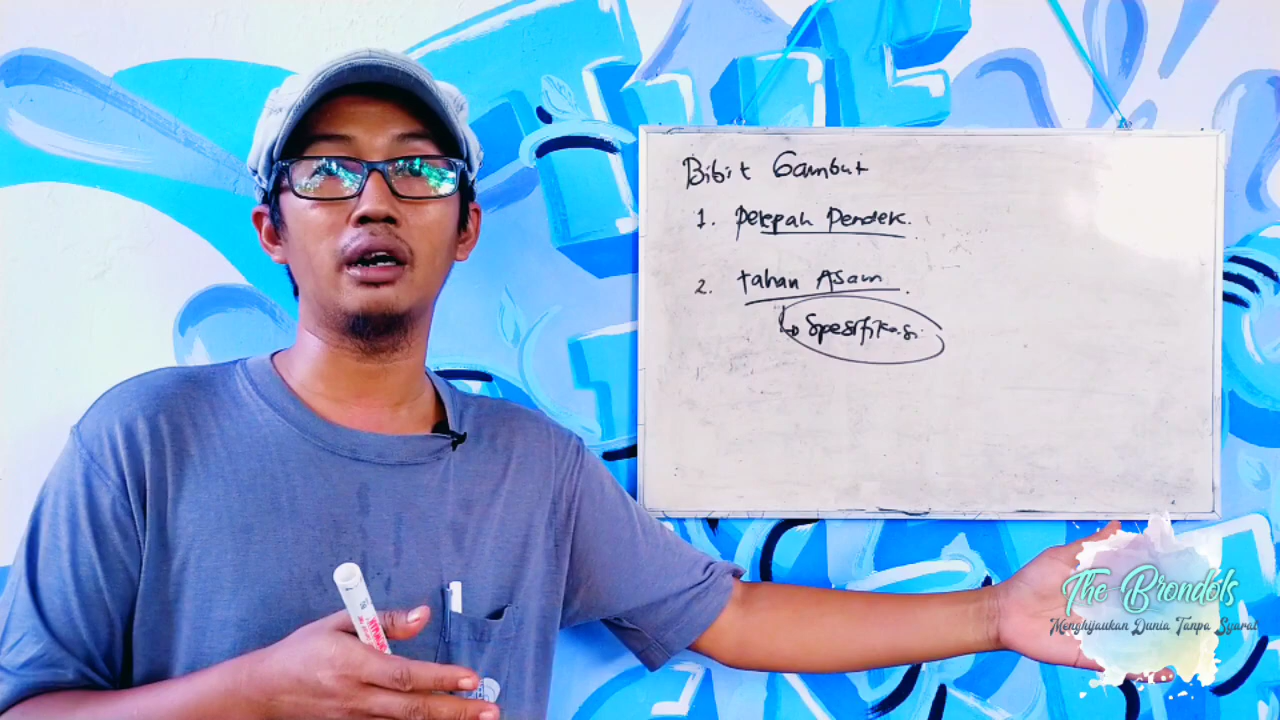 Bibit Gambut
1. Pelepah Pendek.
2. tahan Asam.
Spesifikasi
The Brondols
Menghijaukan Dunia Tanpa Syarat